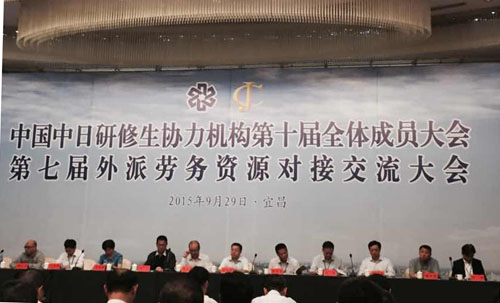 中国中日研修生协力机构第十届全体成员大会
第七届外派劳务资源对接交流大会
2015年9月29日·宜昌